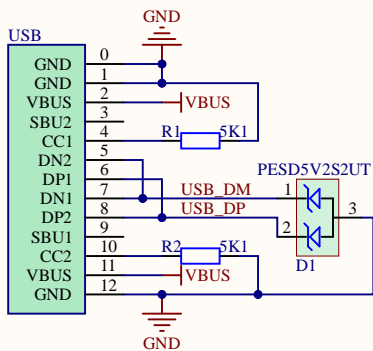 GND
USB
GND 0
GND 1
VBUS 2 VBUS
SBU2 3
CC1 4 R1 5K1
DN2 5
DP1 6 PESD5V2S2UT
DN1 7 USB_DM 1
DP2 8 USB_DP 2 3
SBU1 9
CC2 10 R2 5K1 D1
VBUS 11 VBUS
GND 12
GND